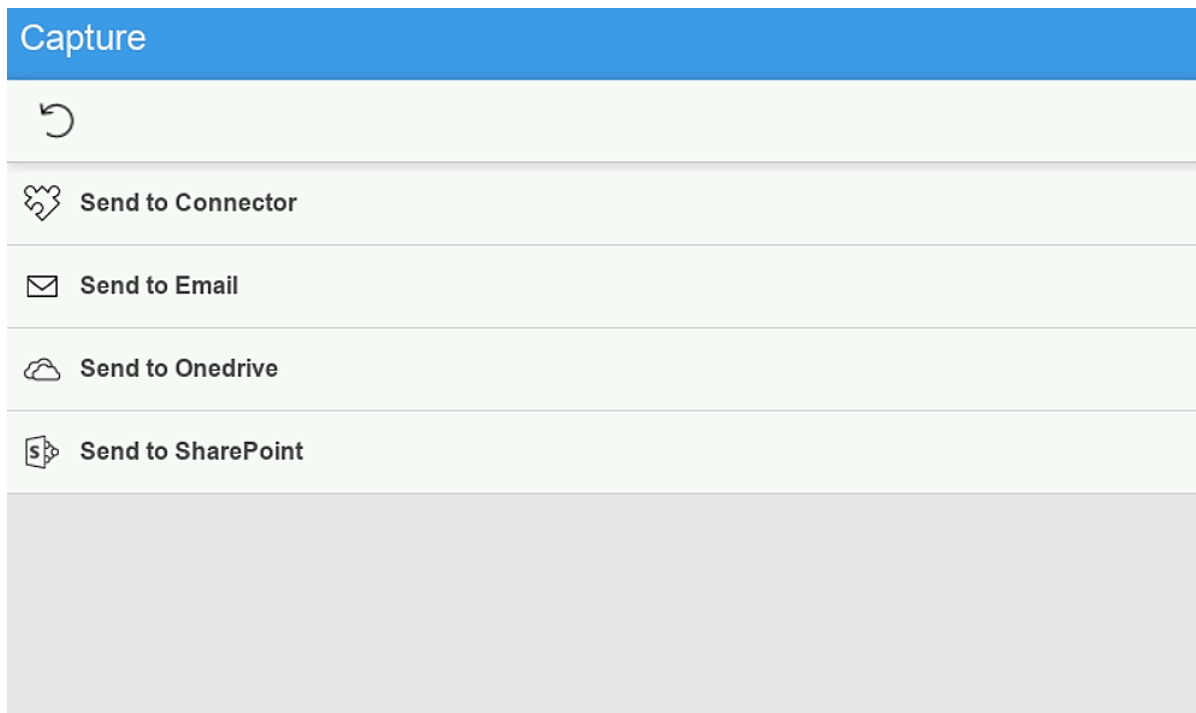 Capture
Send to Connector
Send to Email
Send to Onedrive
S Send to SharePoint